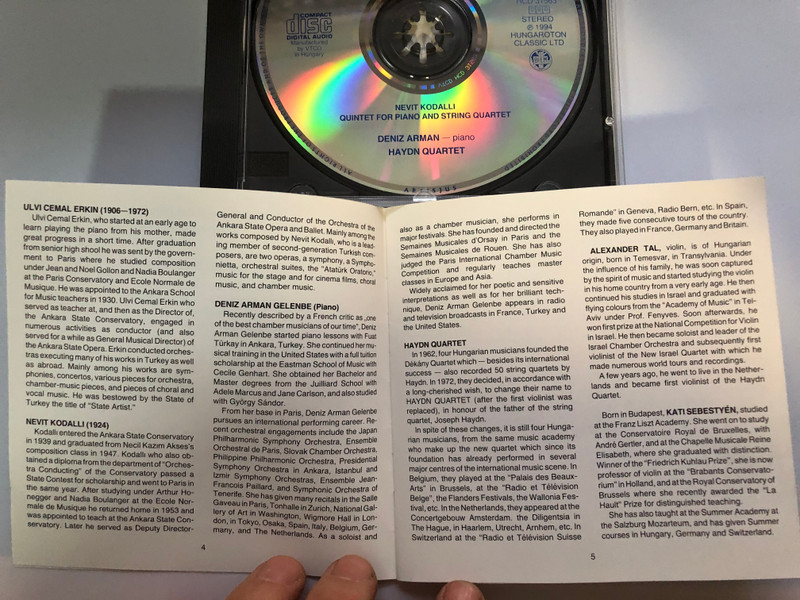 COMPACT
disc
DIGITAL AUDIO
Manufactured
by VTCD
in Hungary
STEREO
℗ 1994
HUNGAROTON
CLASSIC LTD
NEVIT KODALLI
QUINTET FOR PIANO AND STRING QUARTET
DENIZ ARMAN — piano
HAYDN QUARTET
ULVI CEMAL ERKIN (1906—1972)
Ulvi Cemal Erkin, who started at an early age to
learn playing the piano from his mother, made
great progress in a short time. After graduation
from senior high shool he was sent by the govern-
ment to Paris where he studied composition
under Jean and Noel Gollon and Nadia Boulanger
at the Paris Conservatory and Ecole Normale de
Musique. He was appointed to the Ankara School
for Music teachers in 1930. Ulvi Cemal Erkin who
served as teacher at, and then as the Director of,
the Ankara State Conservatory, engaged in
numerous activities as conductor (and also
served for a while as General Musical Director) of
the Ankara State Opera. Erkin conducted orches-
tras executing many of his works in Turkey as well
as abroad. Mainly among his works are sym-
phonies, concertos, various pieces for orchestra,
chamber-music pieces, and pieces of choral and
vocal music. He was bestowed by the State of
Turkey the title of "State Artist."
NEVIT KODALLI (1924)
Kodalli entered the Ankara State Conservatory
in 1939 and graduated from Necil Kazım Akses's
composition class in 1947. Kodalli who also ob-
tained a diploma from the department of "Orches-
tra Conducting" of the Conservatory passed a
State Contest for scholarship and went to Paris in
the same year. After studying under Arthur Ho-
negger and Nadia Boulanger at the Ecole Nor-
male de Musique he returned home in 1953 and
was appointed to teach at the Ankara State Con-
servatory. Later he served as Deputy Director-
General and Conductor of the Orchestra of the
Ankara State Opera and Ballet. Mainly among the
works composed by Nevit Kodalli, who is a lead-
ing member of second-generation Turkish com-
posers, are two operas, a symphony, a Sympho-
nietta, orchestral suites, the "Atatürk Oratorio,"
music for the stage and for cinema films, choral
music, and chamber music.
DENIZ ARMAN GELENBE (Piano)
Recently described by a French critic as „one
of the best chamber musicians of our time", Deniz
Arman Gelenbe started piano lessons with Fuat
Türkay in Ankara, Turkey. She continued her mu-
sical training in the United States with a full tuition
scholarship at the Eastman School of Music with
Cecile Genhart. She obtained her Bachelor and
Master degrees from the Juilliard School with
Adele Marcus and Jane Carlson, and also studied
with György Sándor.
From her base in Paris, Deniz Arman Gelenbe
pursues an international performing career. Re-
cent orchestral engagements include the Japan
Philharmonic Symphony Orchestra, Ensemble
Orchestral de Paris, Slovak Chamber Orchestra,
Philippine Philharmonic Orchestra, Presidential
Symphony Orchestra in Ankara, Istanbul and
Izmir Symphony Orchestras, Ensemble Jean-
Francois Paillard, and Symphonic Orchestra of
Tenerife. She has given many recitals in the Salle
Gaveau in Paris, Tonhalle in Zurich, National Gal-
lery of Art in Washington, Wigmore Hall in Lon-
don, in Tokyo, Osaka, Spain, Italy, Belgium, Ger-
many, and The Netherlands. As a soloist and
4
also as a chamber musician, she performs in
major festivals. She has founded and directed the
Semaines Musicales d'Orsay in Paris and the
Semaines Musicales de Rouen. She has also
judged the Paris International Chamber Music
Competition and regularly teaches master
classes in Europe and Asia.
Widely acclaimed for her poetic and sensitive
interpretations as well as for her brilliant tech-
nique, Deniz Arman Gelenbe appears in radio
and television broadcasts in France, Turkey and
the United States.
HAYDN QUARTET
In 1962, four Hungarian musicians founded the
Dékány Quartet which — besides its international
success — also recorded 50 string quartets by
Haydn. In 1972, they decided, in accordance with
a long-cherished wish, to change their name to
HAYDN QUARTET (after the first violinist was
replaced), in honour of the father of the string
quartet, Joseph Haydn.
In spite of these changes, it is still four Hunga-
rian musicians, from the same music academy
who make up the new quartet which since its
foundation has already performed in several
major centres of the international music scene. In
Belgium, they played at the "Palais des Beaux-
Arts" in Brussels, at the "Radio et Télévision
Belge", the Flanders Festivals, the Wallonia Fes-
tival, etc. In the Netherlands, they appeared at the
Concertgebouw Amsterdam, the Diligentsia in
The Hague, in Haarlem, Utrecht, Arnhem, etc. In
Switzerland at the "Radio et Télévision Suisse
Romande" in Geneva, Radio Bern, etc. In Spain,
they made five consecutive tours of the country.
They also played in France, Germany and Britain.
ALEXANDER TAL, violin, is of Hungarian
origin, born in Temesvar, in Transylvania. Under
the influence of his family, he was soon captured
by the spirit of music and started studying the violin
in his home country from a very early age. He then
continued his studies in Israel and graduated with
flying colours from the "Academy of Music" in Tel-
Aviv under Prof. Fenyves. Soon afterwards, he
won first prize at the National Competition for Violin
in Israel. He then became soloist and leader of the
Israel Chamber Orchestra and subsequently first
violinist of the New Israel Quartet with which he
made numerous world tours and recordings.
A few years ago, he went to live in the Nether-
lands and became first violinist of the Haydn
Quartet.
Born in Budapest, KATI SEBESTYÉN, studied
at the Franz Liszt Academy. She went on to study
at the Conservatoire Royal de Bruxelles, with
André Gertler, and at the Chapelle Musicale Reine
Elisabeth, where she graduated with distinction.
Winner of the "Friedrich Kuhlau Prize", she is now
professor of violin at the "Brabants Conservato-
rium" in Holland, and at the Royal Conservatory of
Brussels where she recently awarded the "La
Hault" Prize for distinguished teaching.
She has also taught at the Summer Academy at
the Salzburg Mozarteum, and has given Summer
courses in Hungary, Germany and Switzerland.
5